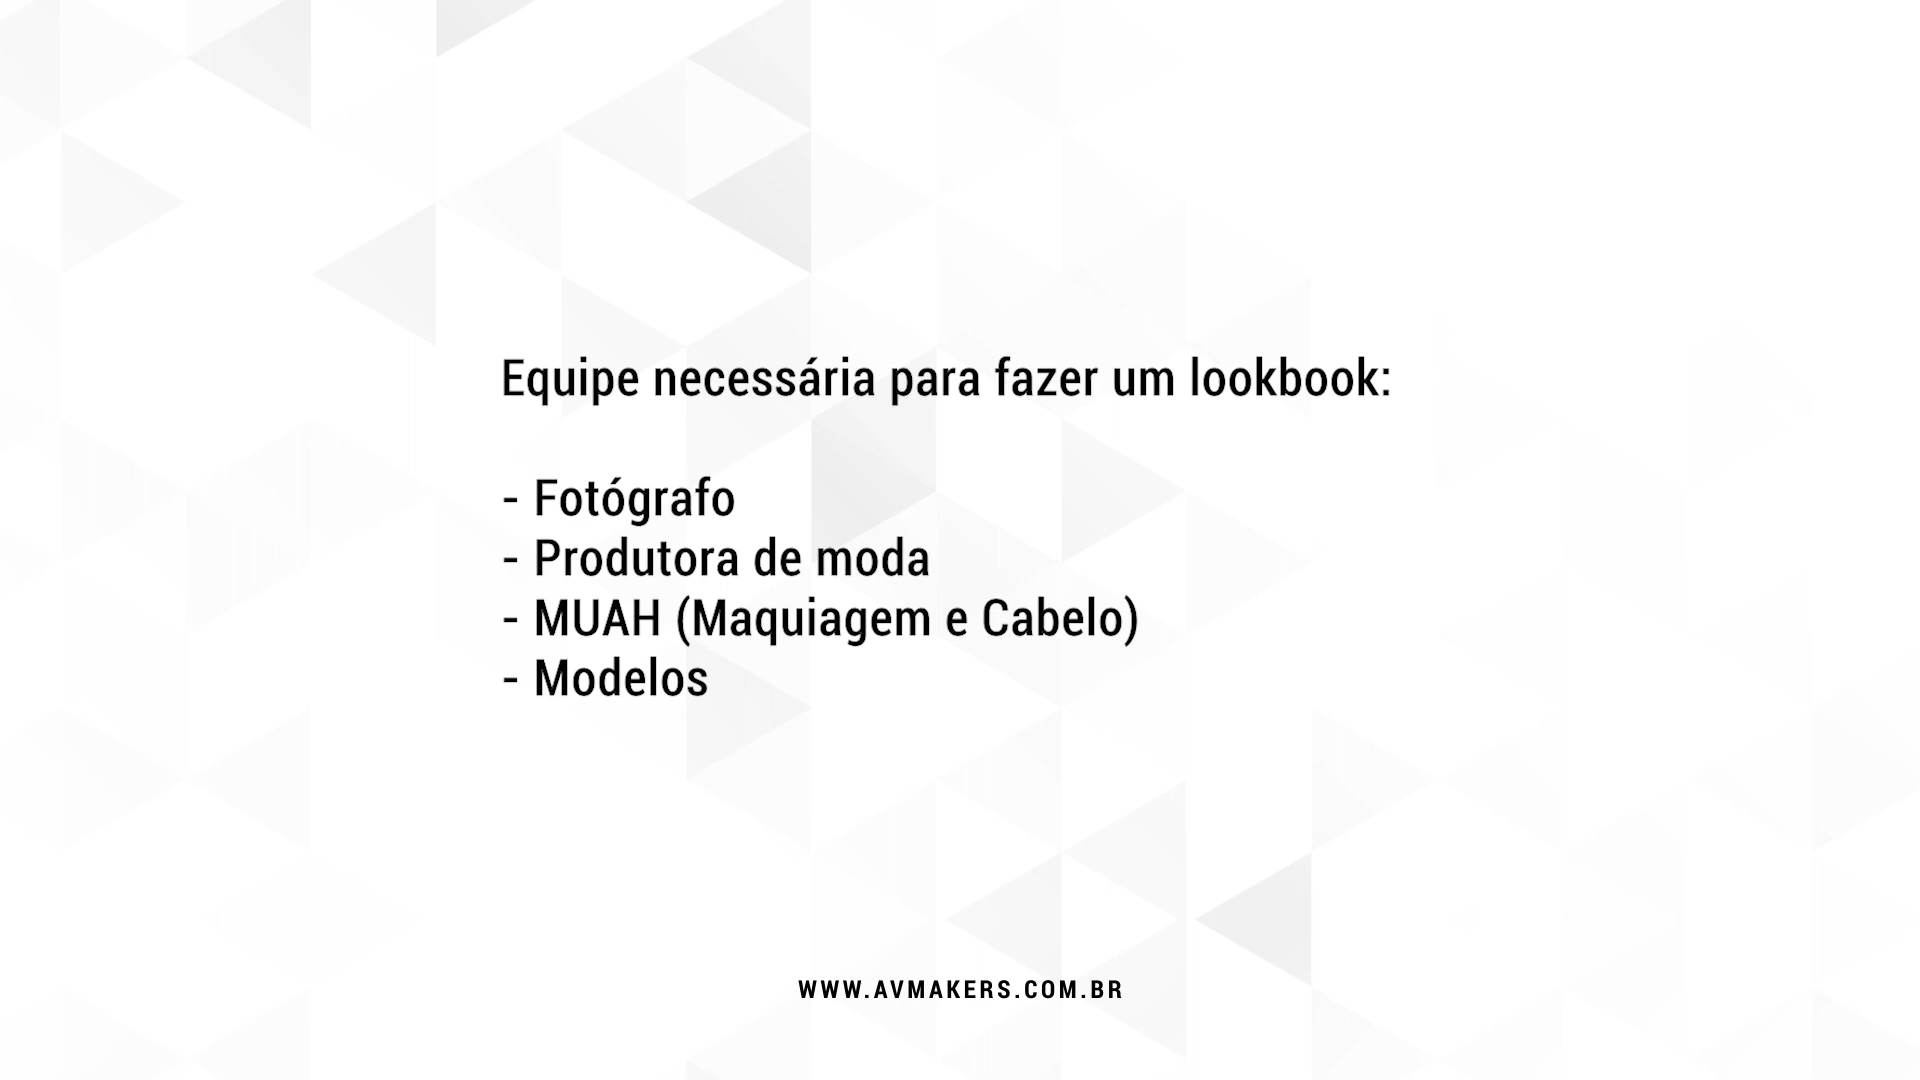 Equipe necessária para fazer um lookbook:
- Fotógrafo
- Produtora de moda
- MUAH (Maquiagem e Cabelo)
- Modelos
WWW.AVMAKERS.COM.BR